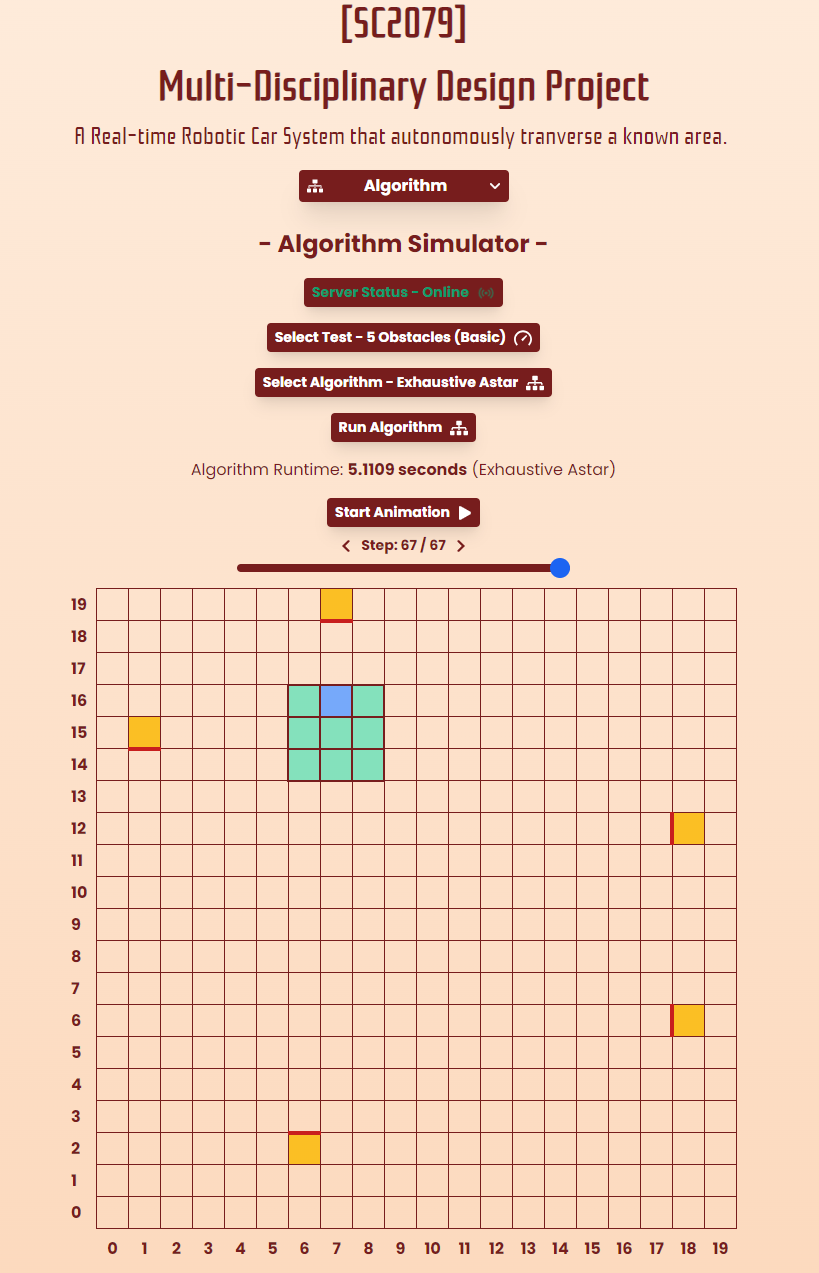 [SC2079]
Multi-Disciplinary Design Project
A Real-time Robotic Car System that autonomously tranverse a known area.
Algorithm
- Algorithm Simulator -
Server Status - Online
Select Test - 5 Obstacles (Basic)
Select Algorithm - Exhaustive Astar
Run Algorithm
Algorithm Runtime: 5.1109 seconds (Exhaustive Astar)
Start Animation
Step: 67 / 67
19
18
17
16
15
14
13
12
11
10
9
8
7
6
5
4
3
2
1
0
0 1 2 3 4 5 6 7 8 9 10 11 12 13 14 15 16 17 18 19